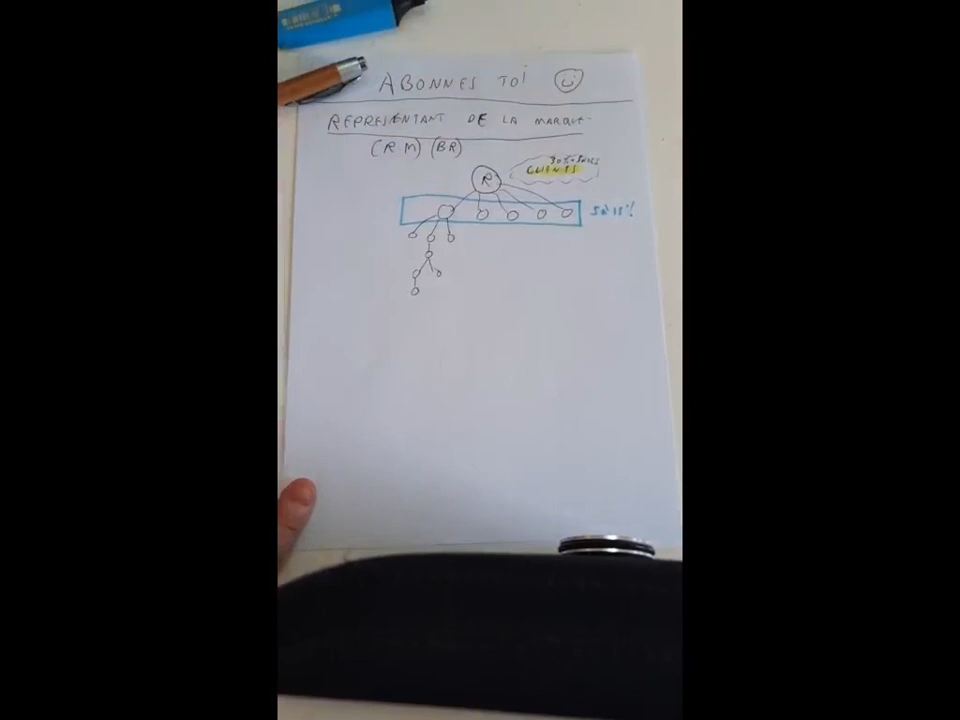 ABONNES TOI
REPRESENTANT DE LA MARQUE
(RM) (BR)
CLIENTS
R